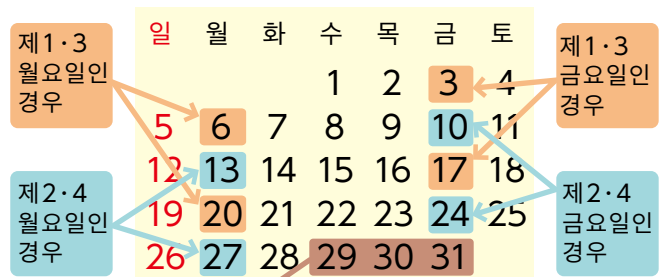 제1·3
월요일인
경우
제2·4
월요일인
경우
일 월 화 수 목 금 토
1 2 3 4
5 6 7 8 9 10 11
12 13 14 15 16 17 18
19 20 21 22 23 24 25
26 27 28 29 30 31
제1·3
금요일인
경우
제2·4
금요일인
경우